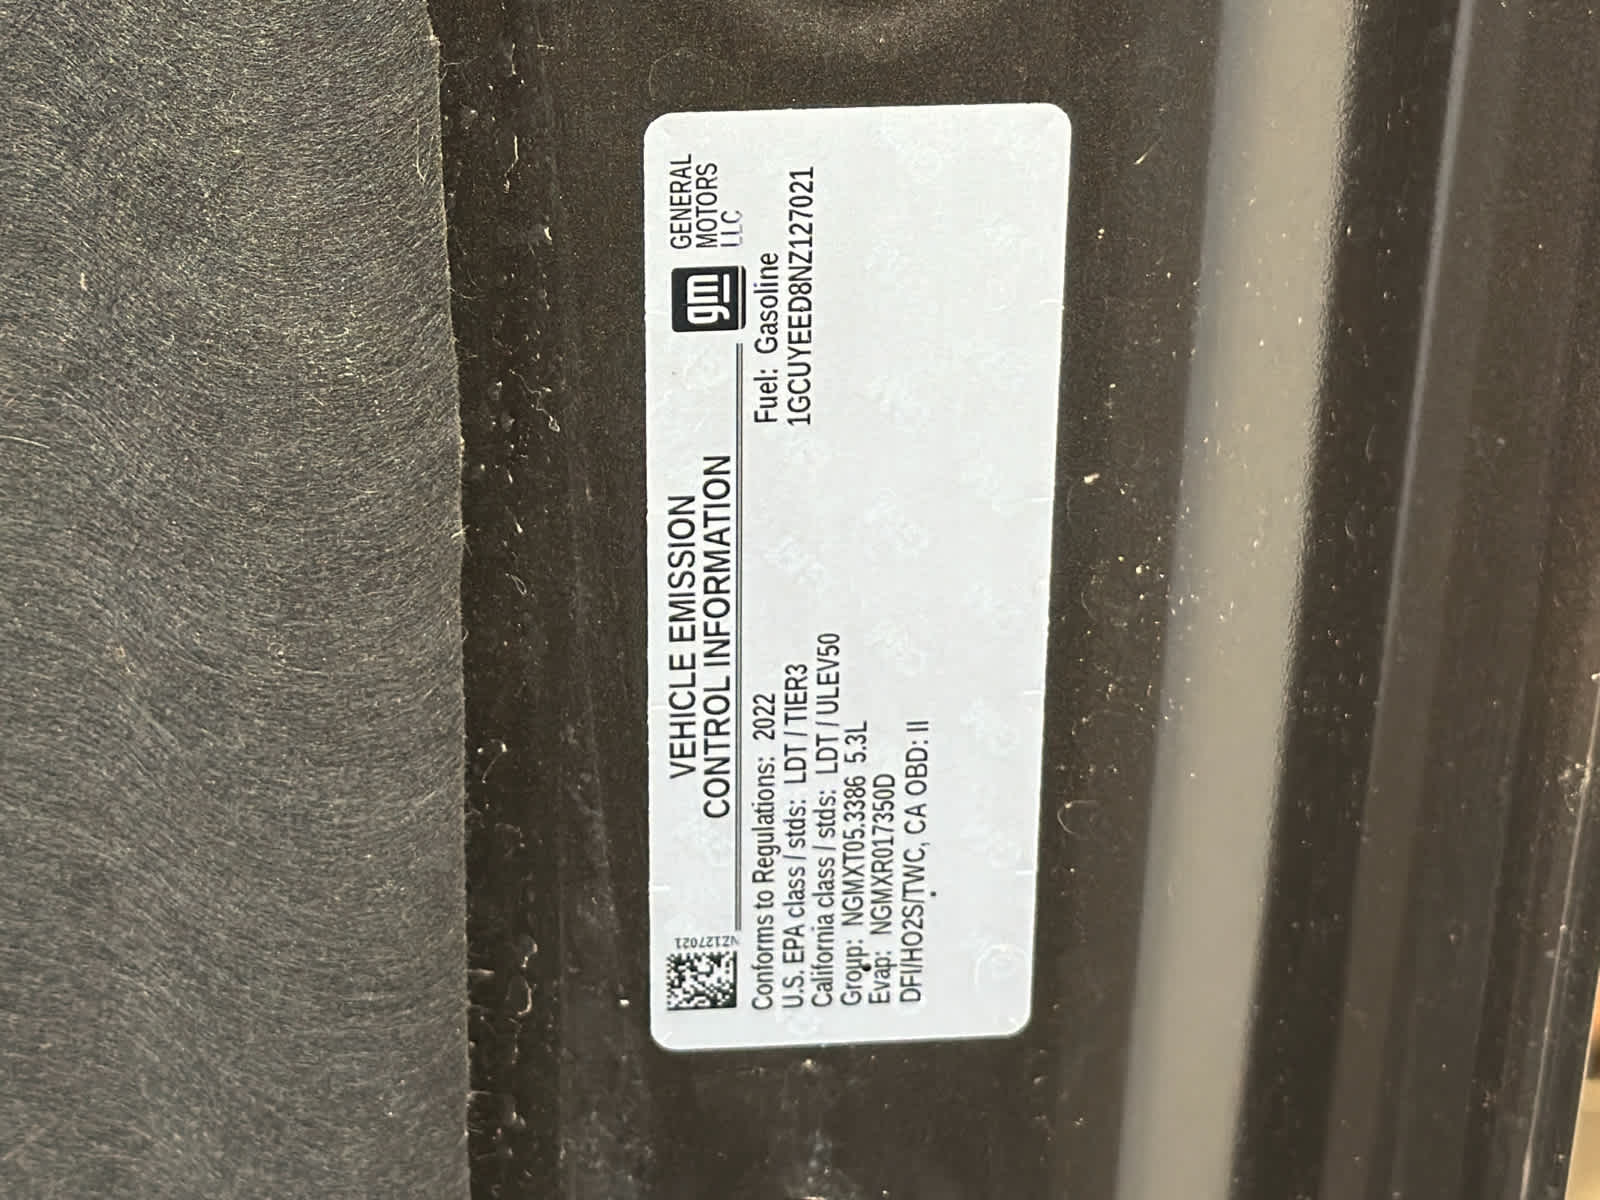 NZ127021
VEHICLE EMISSION
CONTROL INFORMATION
gm
GENERAL
MOTORS
LLC
Conforms to Regulations: 2022
Fuel: Gasoline
U.S. EPA class / stds: LDT / TIER3
1GCUYEED8NZ127021
California class / stds: LDT / ULEV50
Group: NGMXT05.3386 5.3L
Evap: NGMXR017350D
DFI/HO2S/TWC, CA OBD: II